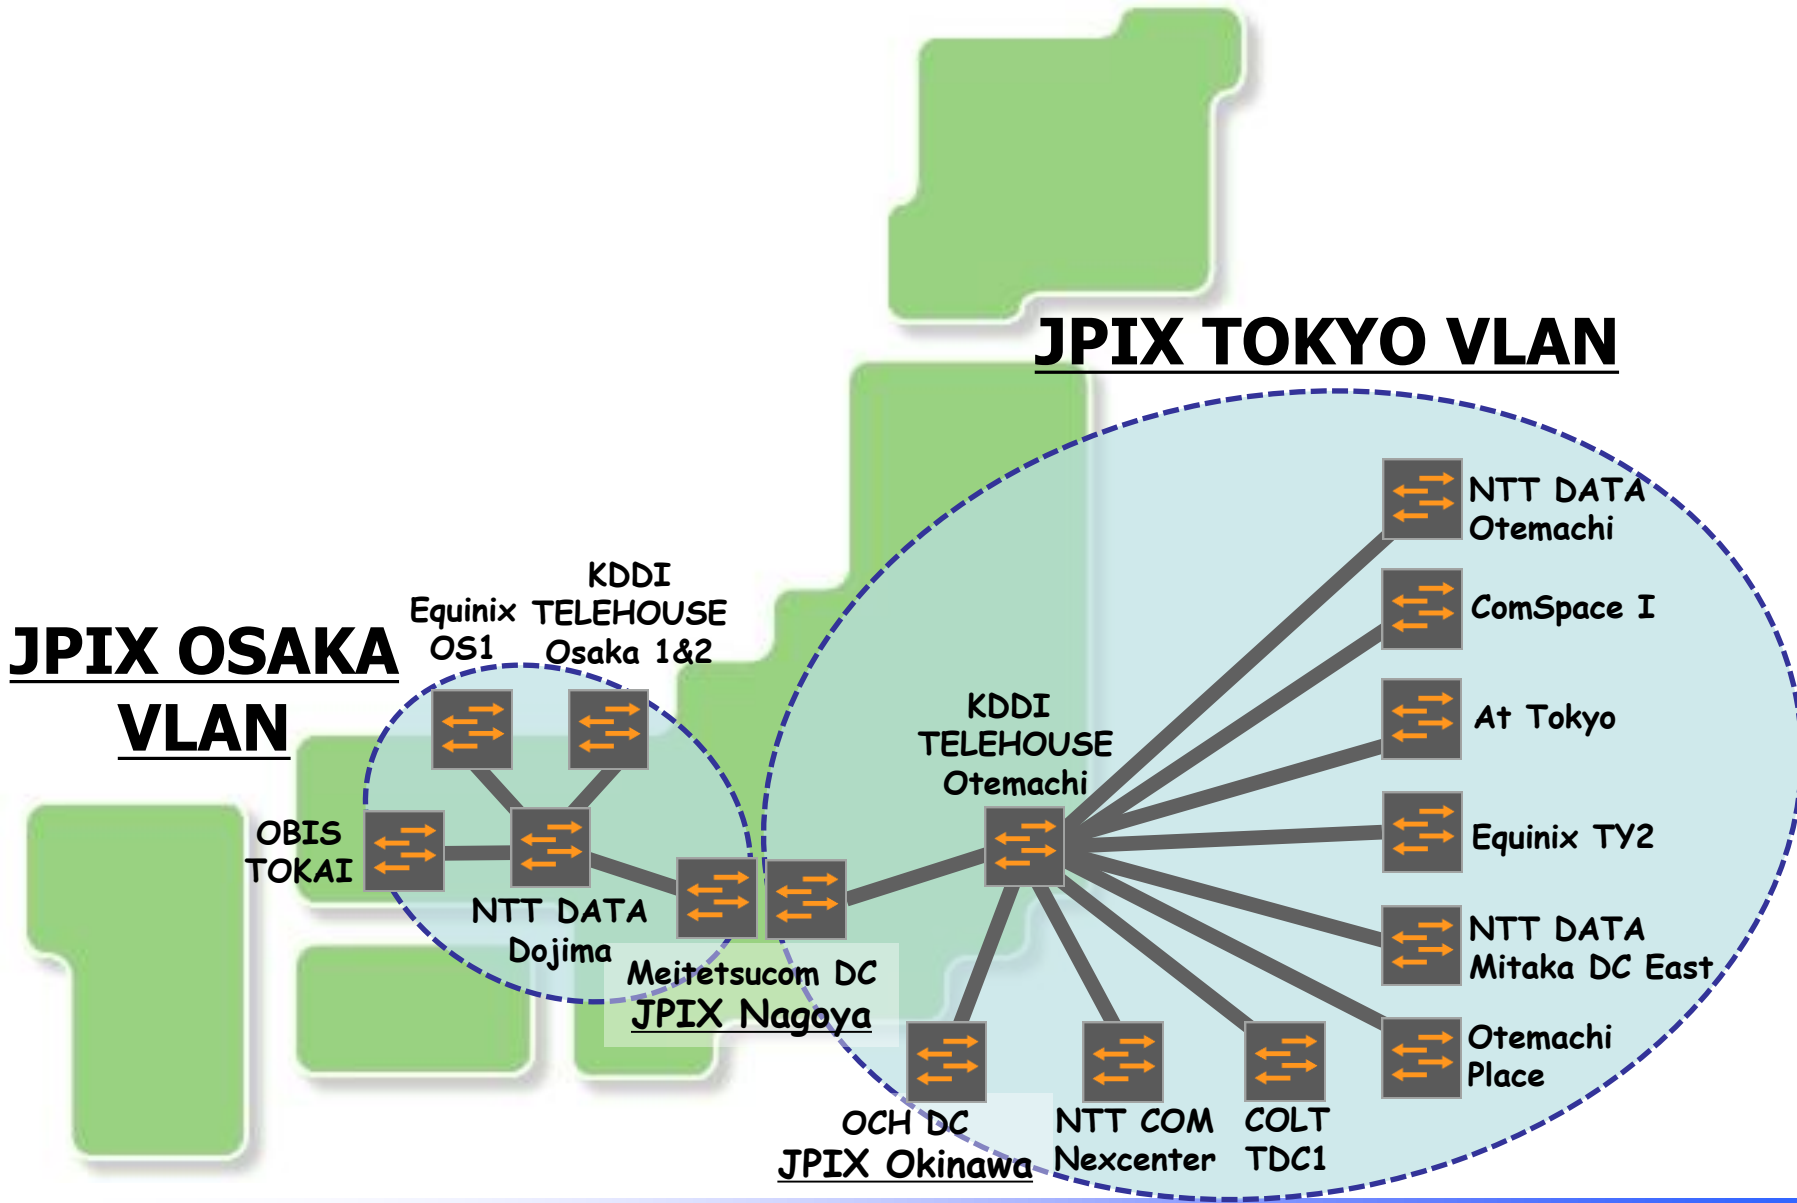 JPIX TOKYO VLAN
JPIX OSAKA
VLAN
Equinix
OS1
KDDI
TELEHOUSE
Osaka 1&2
OBIS
TOKAI
NTT DATA
Dojima
Meitetsucom DC
JPIX Nagoya
KDDI
TELEHOUSE
Otemachi
NTT DATA
Otemachi
ComSpace I
At Tokyo
Equinix TY2
NTT DATA
Mitaka DC East
Otemachi
Place
OCH DC
JPIX Okinawa
NTT COM
Nexcenter
COLT
TDC1